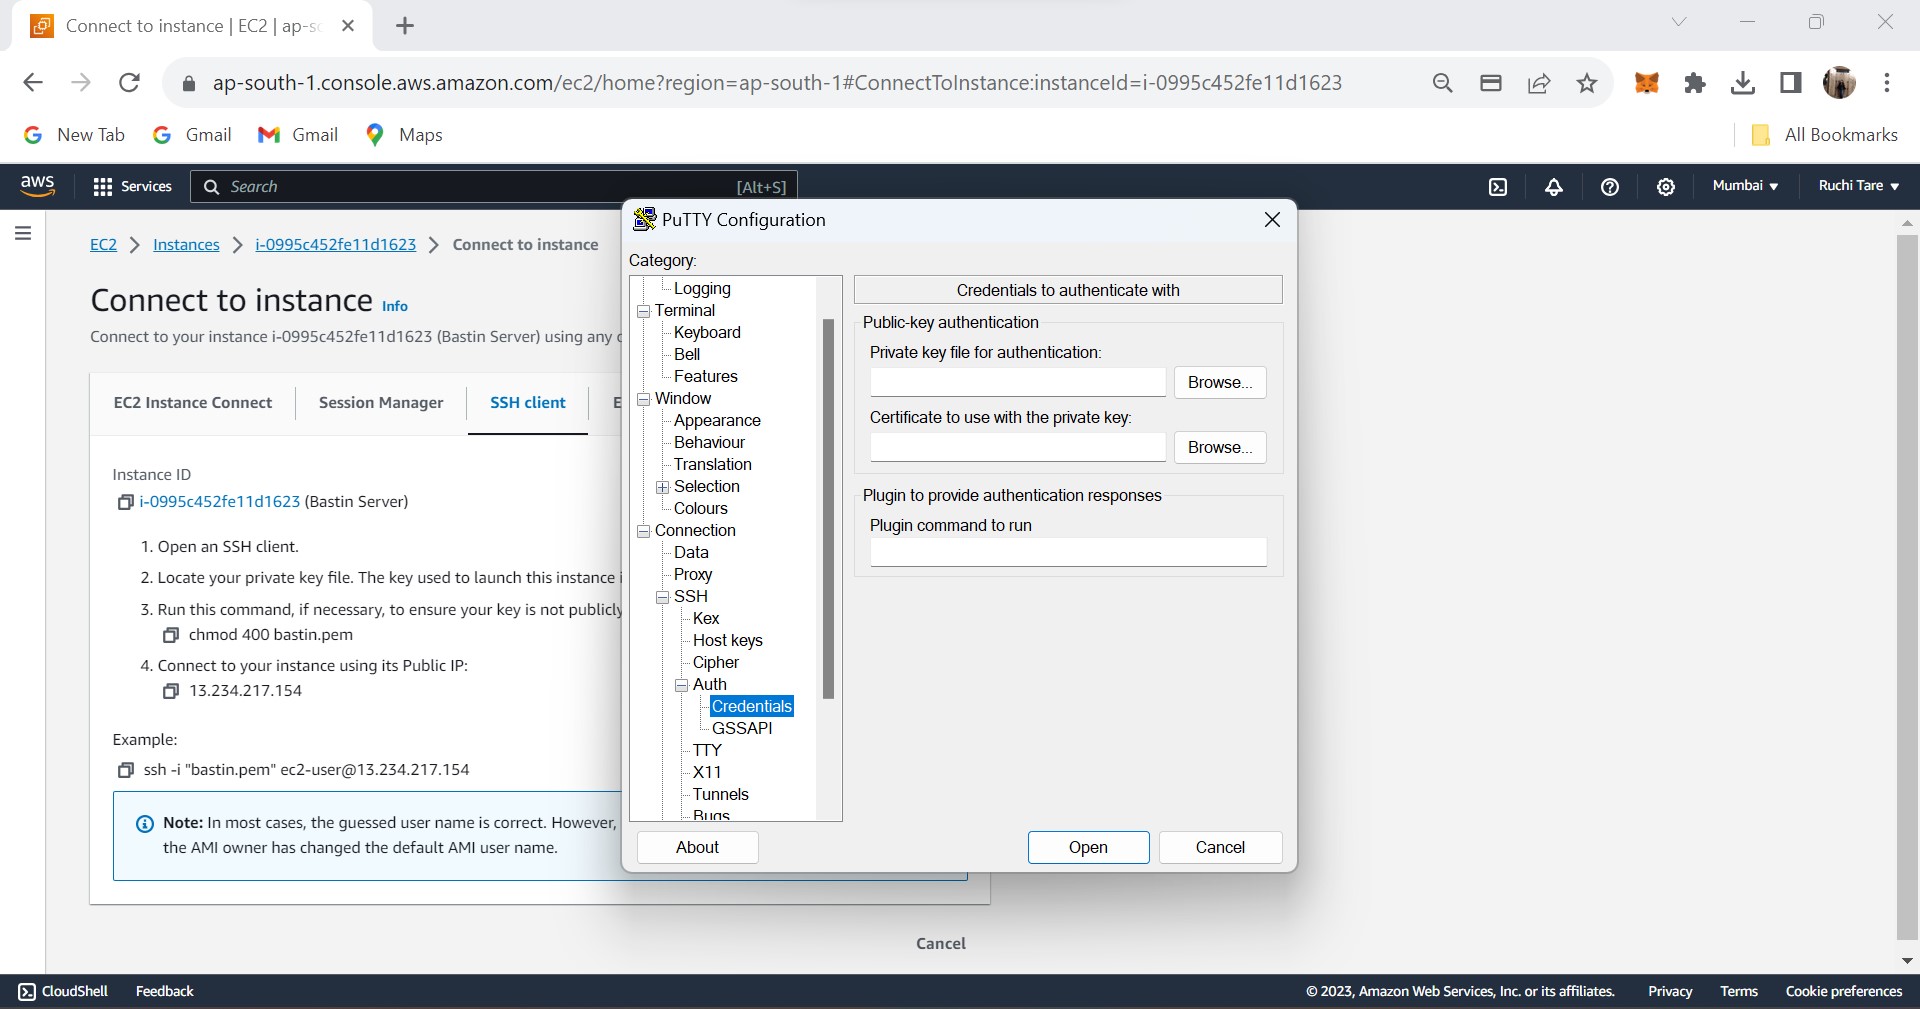 Connect to instance | EC2 | ap-so
ap-south-1.console.aws.amazon.com/ec2/home?region=ap-south-1#ConnectToInstance:instanceId=i-0995c452fe11d1623
New Tab
Gmail
Gmail
Maps
All Bookmarks
aws
Services
Search
[Alt+S]
Mumbai
Ruchi Tare
EC2
Instances
i-0995c452fe11d1623
Connect to instance
Connect to instance Info
Connect to your instance i-0995c452fe11d1623 (Bastin Server) using any
EC2 Instance Connect
Session Manager
SSH client
E
Instance ID
i-0995c452fe11d1623 (Bastin Server)
1. Open an SSH client.
2. Locate your private key file. The key used to launch this instance
3. Run this command, if necessary, to ensure your key is not publicly
chmod 400 bastin.pem
4. Connect to your instance using its Public IP:
13.234.217.154
Example:
ssh -i "bastin.pem" ec2-user@13.234.217.154
Note: In most cases, the guessed user name is correct. However,
the AMI owner has changed the default AMI user name.
Cancel
PuTTY Configuration
Category:
Logging
Terminal
Keyboard
Bell
Features
Window
Appearance
Behaviour
Translation
Selection
Colours
Connection
Data
Proxy
SSH
Kex
Host keys
Cipher
Auth
Credentials
GSSAPI
TTY
X11
Tunnels
Bugs
Credentials to authenticate with
Public-key authentication
Private key file for authentication:
Browse...
Certificate to use with the private key:
Browse...
Plugin to provide authentication responses
Plugin command to run
About
Open
Cancel
CloudShell
Feedback
© 2023, Amazon Web Services, Inc. or its affiliates.
Privacy
Terms
Cookie preferences